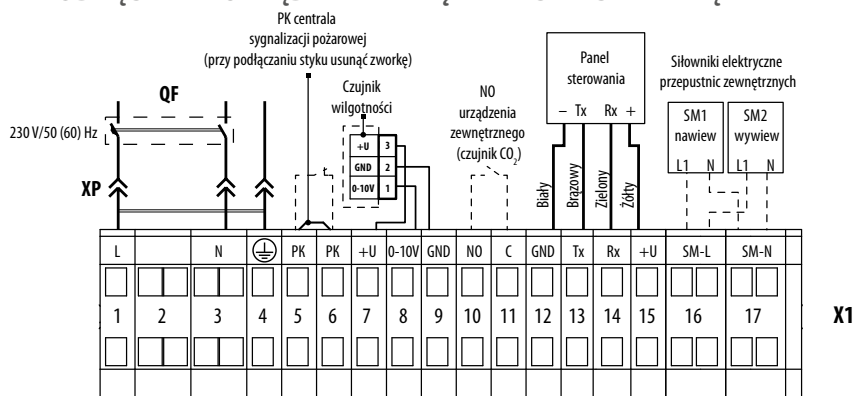 PK centrala
sygnalizacji pożarowej
(przy podłączaniu styku usunąć zworkę)
QF
230 V/50 (60) Hz
XP
Czujnik
wilgotności
+U 3
GND 2
0-10V 1
NO
urządzenia
zewnętrznego
(czujnik CO2)
Panel
sterowania
– Tx Rx +
Biały
Brązowy
Zielony
Żółty
Siłowniki elektryczne
przepustnic zewnętrznych
SM1
nawiew
L1 N
SM2
wywiew
L1 N
L N PK PK +U 0-10V GND NO C GND Tx Rx +U SM-L SM-N
1 2 3 4 5 6 7 8 9 10 11 12 13 14 15 16 17
X1